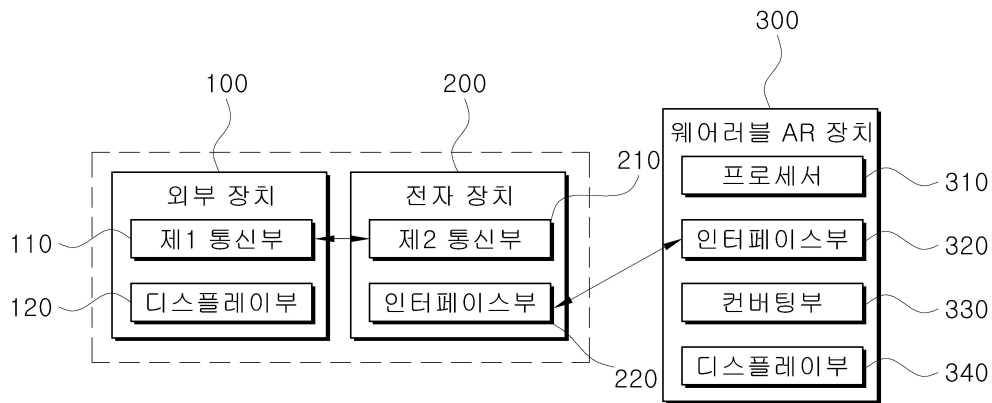 300
100
200
웨어러블 AR 장치
210
외부 장치
전자 장치
프로세서
310
110
제1 통신부
제2 통신부
인터페이스부
320
120
디스플레이부
인터페이스부
컨버팅부
330
220
디스플레이부
340